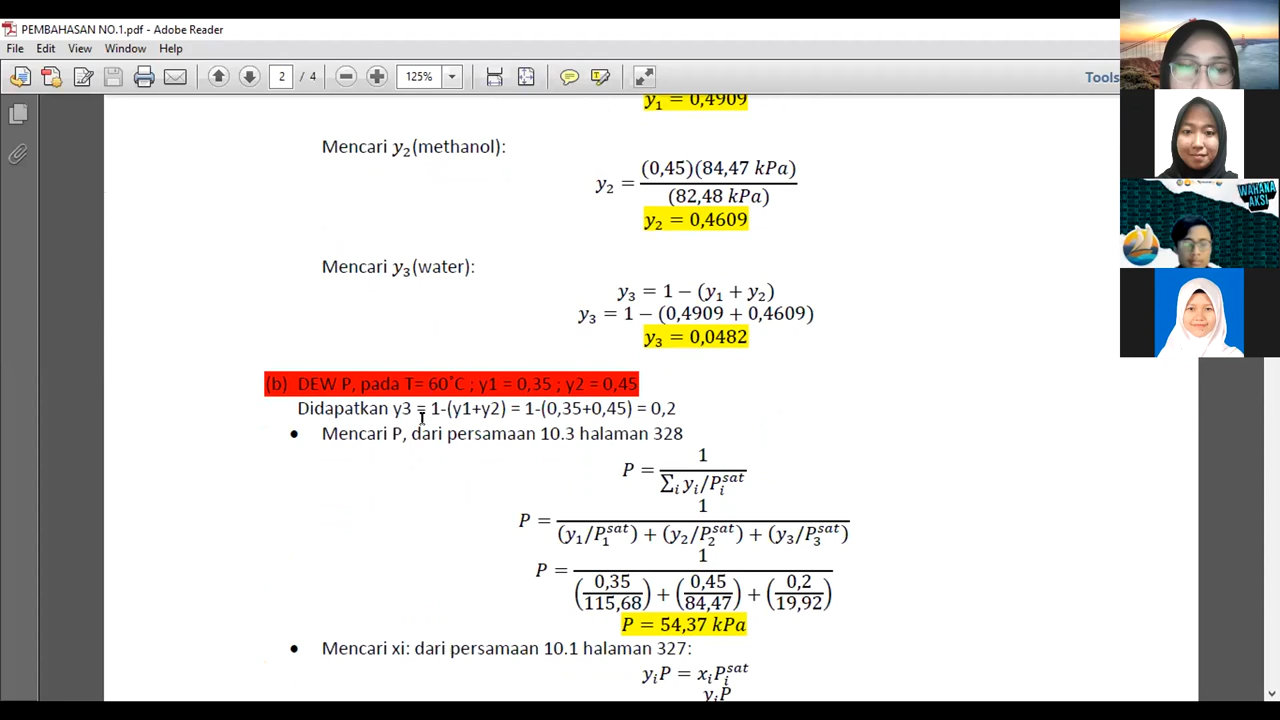 PEMBAHASAN NO.1.pdf - Adobe Reader
File Edit View Window Help
2 / 4 125% Tools
y₁ = 0,4909
Mencari y₂(methanol):
y₂ = (0,45)(84,47 kPa) / (82,48 kPa)
y₂ = 0,4609
Mencari y₃(water):
y₃ = 1 − (y₁ + y₂)
y₃ = 1 − (0,4909 + 0,4609)
y₃ = 0,0482
(b) DEW P, pada T= 60˚C ; y1 = 0,35 ; y2 = 0,45
Didapatkan y3 = 1-(y1+y2) = 1-(0,35+0,45) = 0,2
• Mencari P, dari persamaan 10.3 halaman 328
P = 1 / ∑ᵢ yᵢ/Pᵢˢᵃᵗ
P = 1 / (y₁/P₁ˢᵃᵗ) + (y₂/P₂ˢᵃᵗ) + (y₃/P₃ˢᵃᵗ)
P = 1 / (0,35/115,68) + (0,45/84,47) + (0,2/19,92)
P = 54,37 kPa
• Mencari xi: dari persamaan 10.1 halaman 327:
yᵢP = xᵢPᵢˢᵃᵗ
yᵢP
WAHANA
AKSI